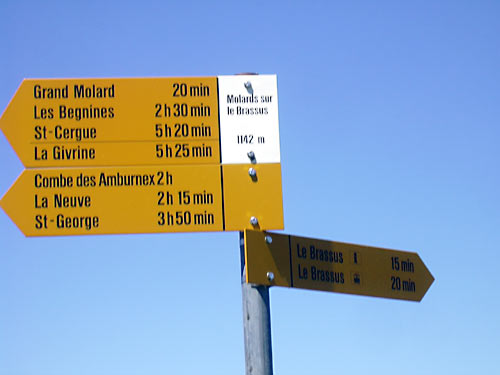 Grand Molard 20 min
Les Begnines 2 h 30 min
St-Cergue 5 h 20 min
La Givrine 5 h 25 min
Molards sur
le Brassus
1142 m
Combe des Amburnex 2 h
La Neuve 2 h 15 min
St-George 3 h 50 min
Le Brassus 15 min
Le Brassus 20 min